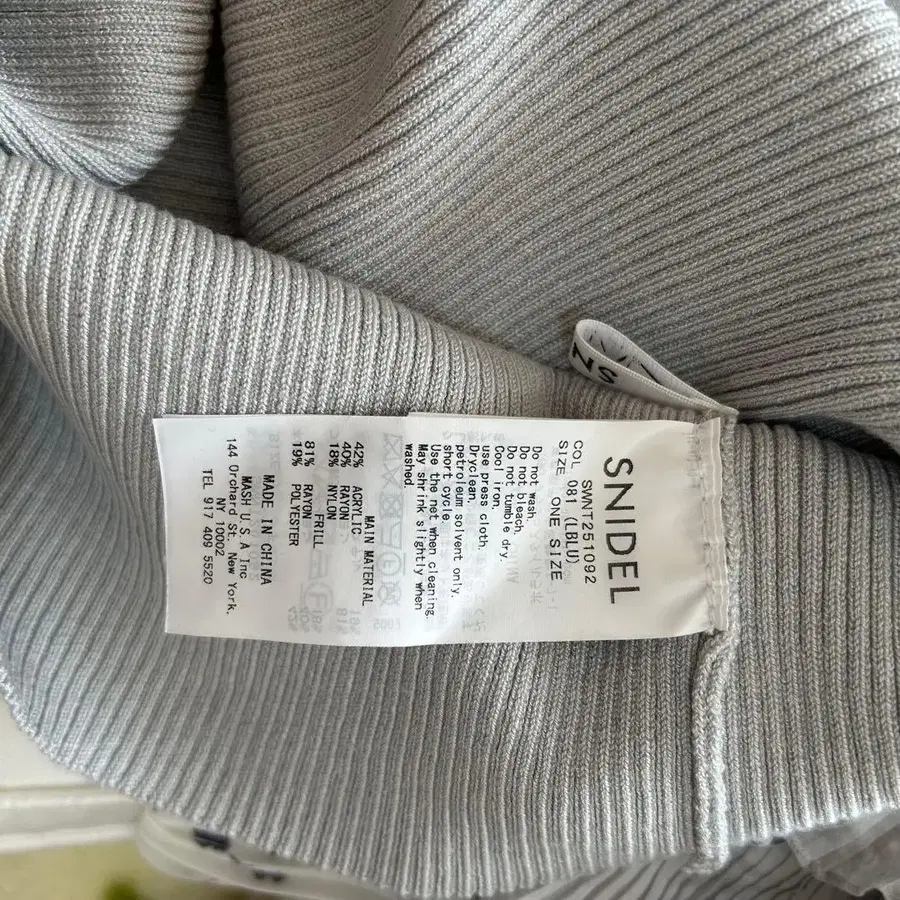 SNIDEL
SWNT251092
COL 081 (LBLU)
SIZE ONE SIZE
Do not wash.
Do not bleach.
Do not tumble dry.
Cool iron.
use press cloth.
Dryclean.
petroleum solvent only.
short cycle.
Use the net when cleaning.
May shrink slightly when
washed.
MAIN MATERIAL
42% ACRYLIC
40% RAYON
18% NYLON
FRILL
81% RAYON
19% POLYESTER
MADE IN CHINA
MASH U.S.A Inc
144 Orchard St. New York,
NY 10002
TEL 917 409 5520
SN